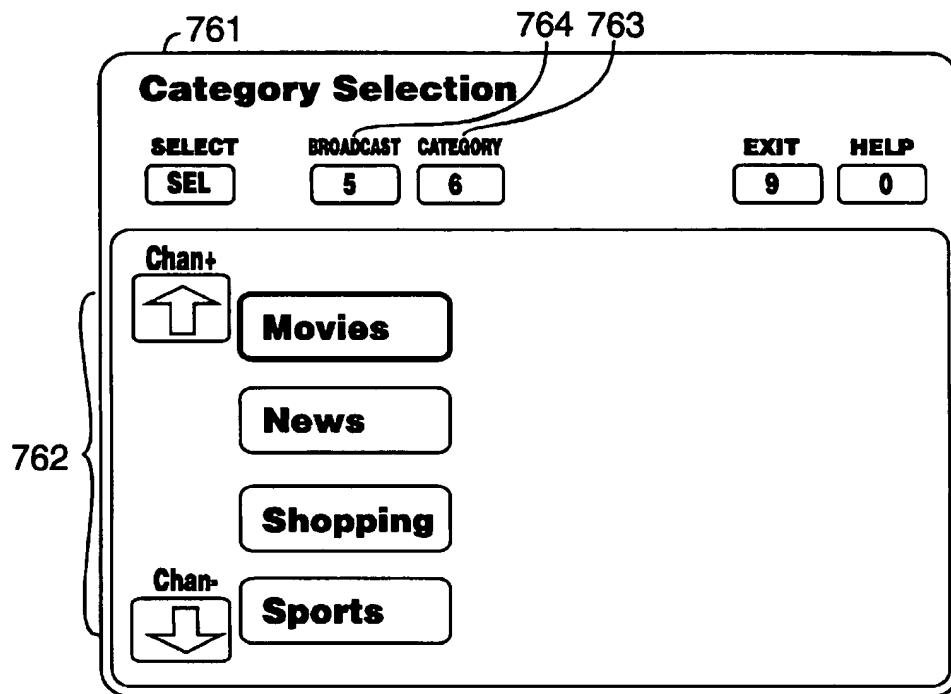 761
764 763
Category Selection
SELECT BROADCAST CATEGORY EXIT HELP
SEL 5 6 9 0
Chan+
Movies
News
762
Shopping
Chan-
Sports